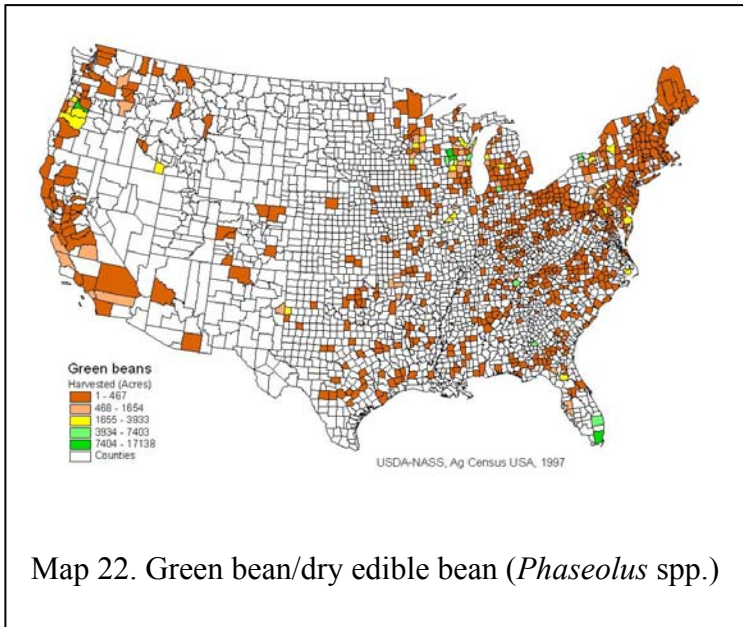 Green beans
Harvested (Acres)
1 - 467
468 - 1654
1655 - 3933
3934 - 7403
7404 - 17138
Counties
USDA-NASS, Ag Census USA, 1997
Map 22. Green bean/dry edible bean (Phaseolus spp.)